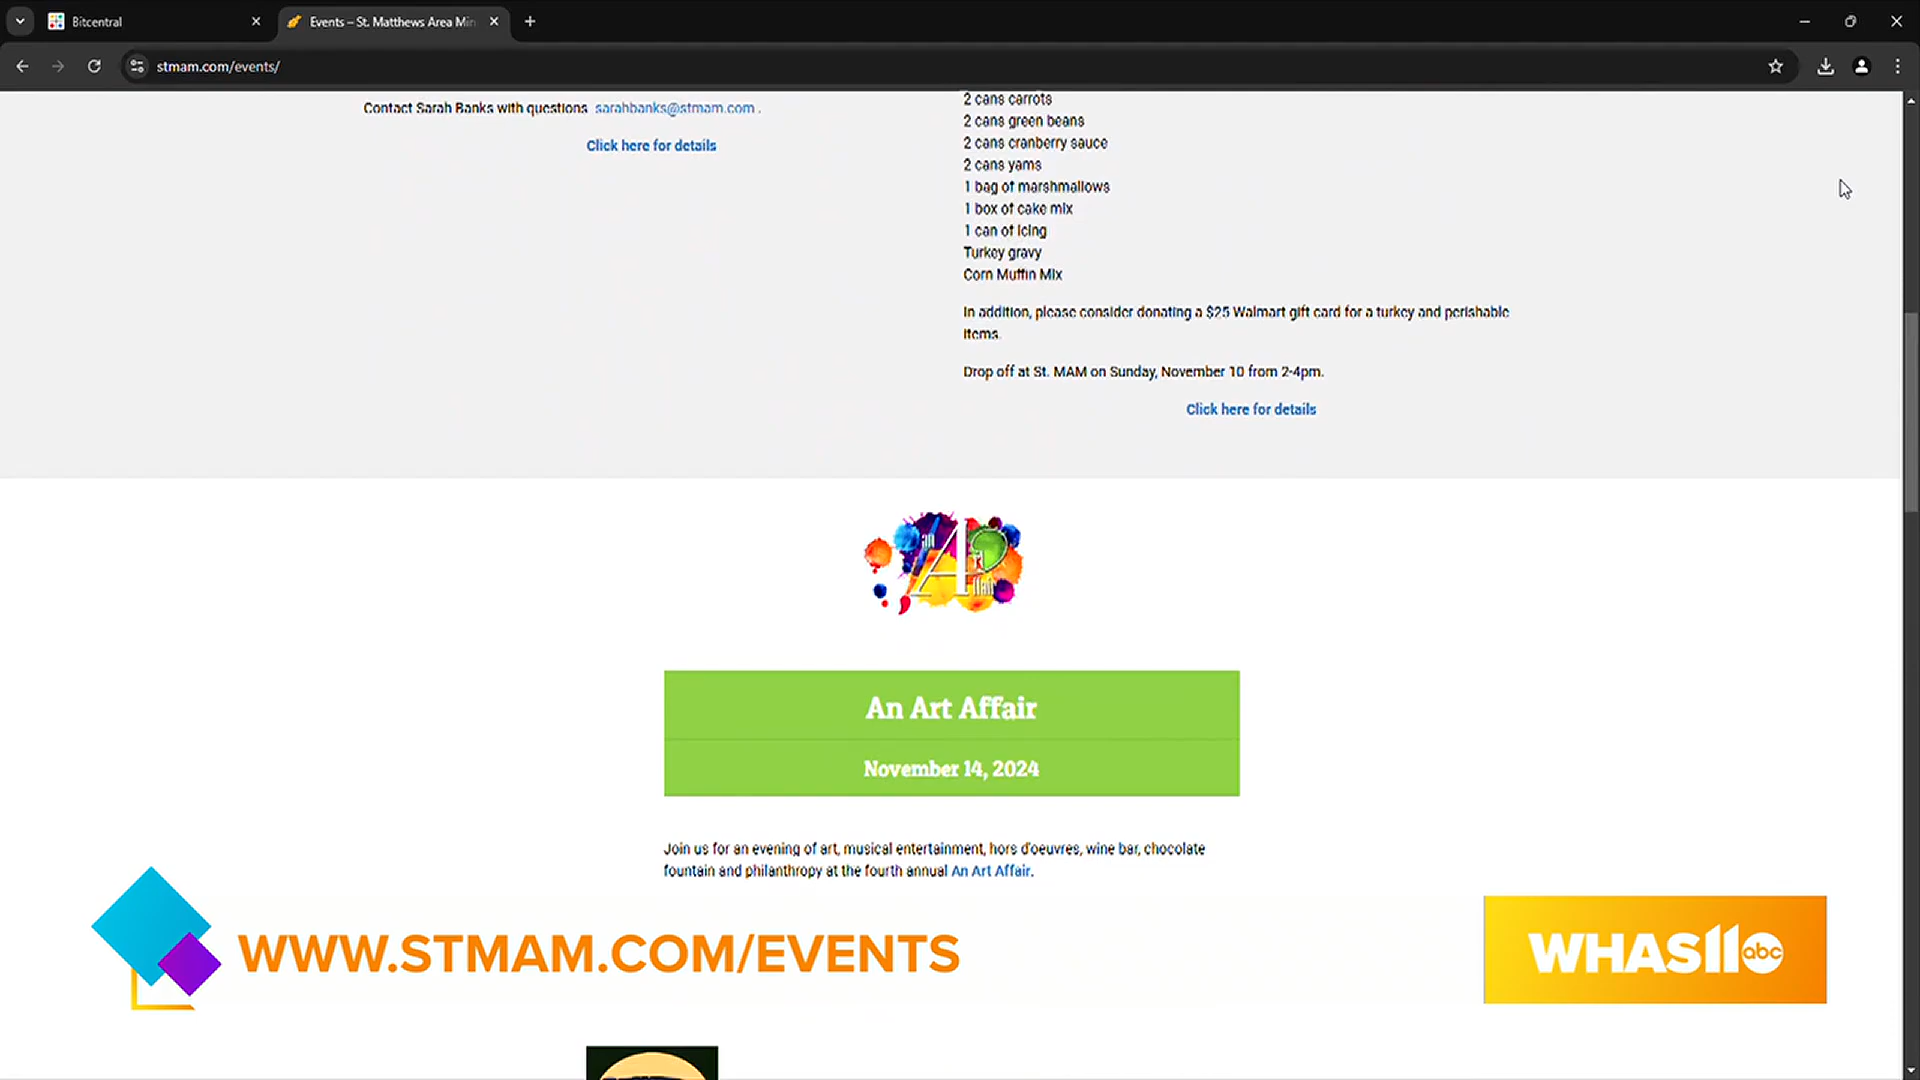 Bitcentral
Events – St. Matthews Area Min
stmam.com/events/
Contact Sarah Banks with questions sarahbanks@stmam.com .
Click here for details
2 cans carrots
2 cans green beans
2 cans cranberry sauce
2 cans yams
1 bag of marshmallows
1 box of cake mix
1 can of icing
Turkey gravy
Corn Muffin Mix
In addition, please consider donating a $25 Walmart gift card for a turkey and perishable
items.
Drop off at St. MAM on Sunday, November 10 from 2-4pm.
Click here for details
an Art Affair
An Art Affair
November 14, 2024
Join us for an evening of art, musical entertainment, hors d'oeuvres, wine bar, chocolate
fountain and philanthropy at the fourth annual An Art Affair.
WWW.STMAM.COM/EVENTS
WHAS11 abc